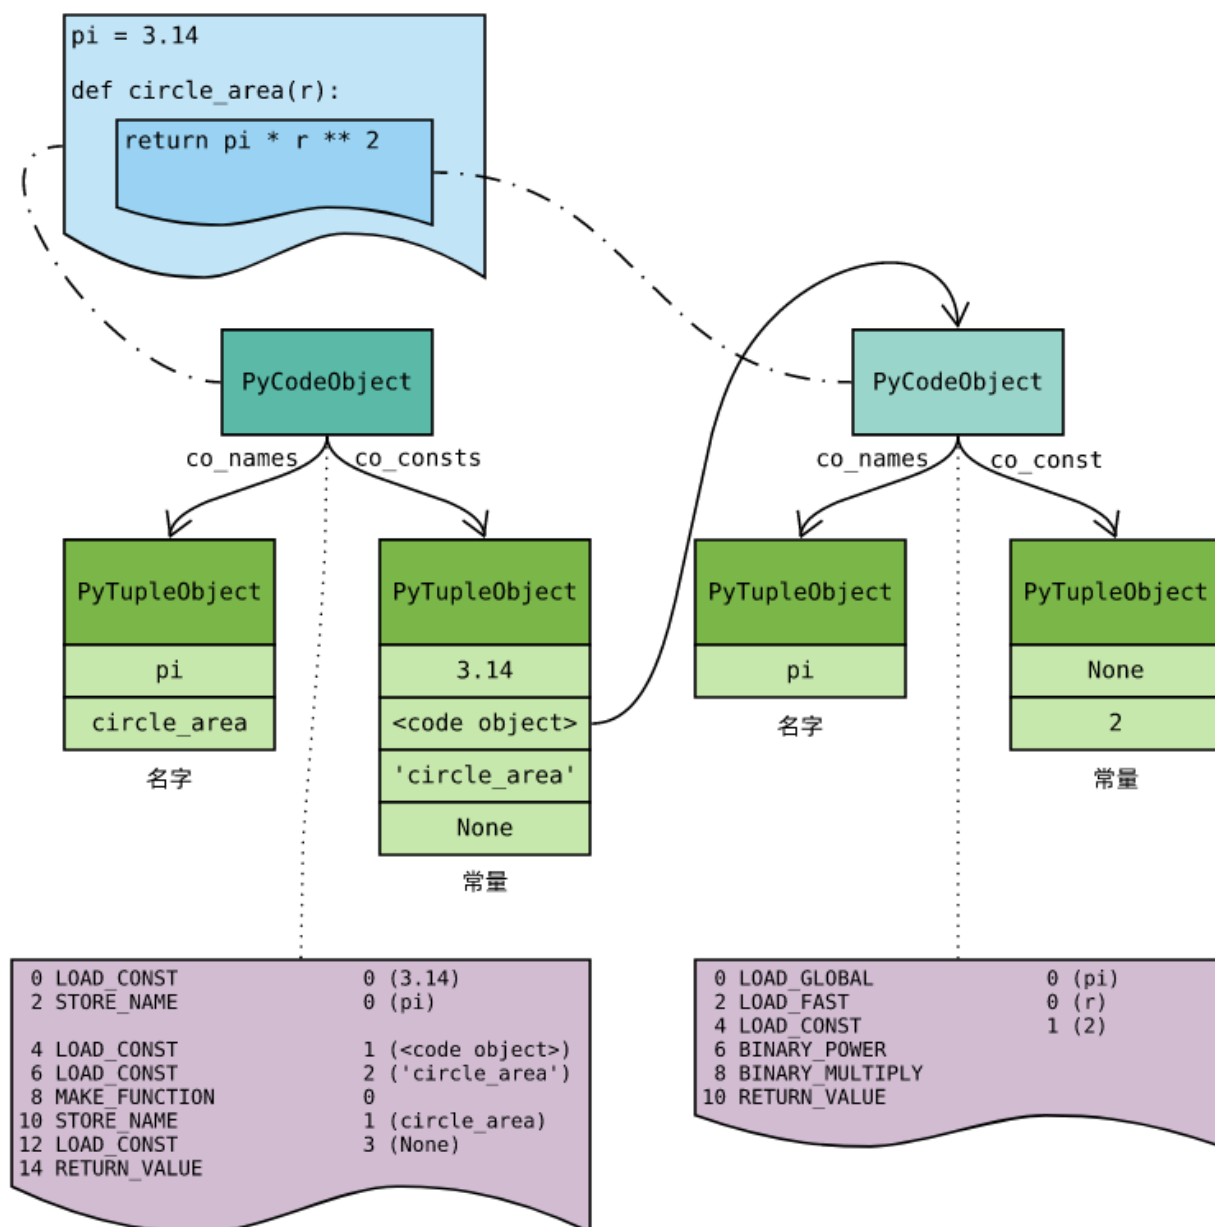 pi = 3.14
def circle_area(r):
return pi * r ** 2
PyCodeObject
PyCodeObject
co_names
co_consts
co_names
co_const
PyTupleObject
pi
circle_area
名字
PyTupleObject
3.14
<code object>
'circle_area'
None
常量
PyTupleObject
pi
名字
PyTupleObject
None
2
常量
0 LOAD_CONST 0 (3.14)
2 STORE_NAME 0 (pi)
4 LOAD_CONST 1 (<code object>)
6 LOAD_CONST 2 ('circle_area')
8 MAKE_FUNCTION 0
10 STORE_NAME 1 (circle_area)
12 LOAD_CONST 3 (None)
14 RETURN_VALUE
0 LOAD_GLOBAL 0 (pi)
2 LOAD_FAST 0 (r)
4 LOAD_CONST 1 (2)
6 BINARY_POWER
8 BINARY_MULTIPLY
10 RETURN_VALUE